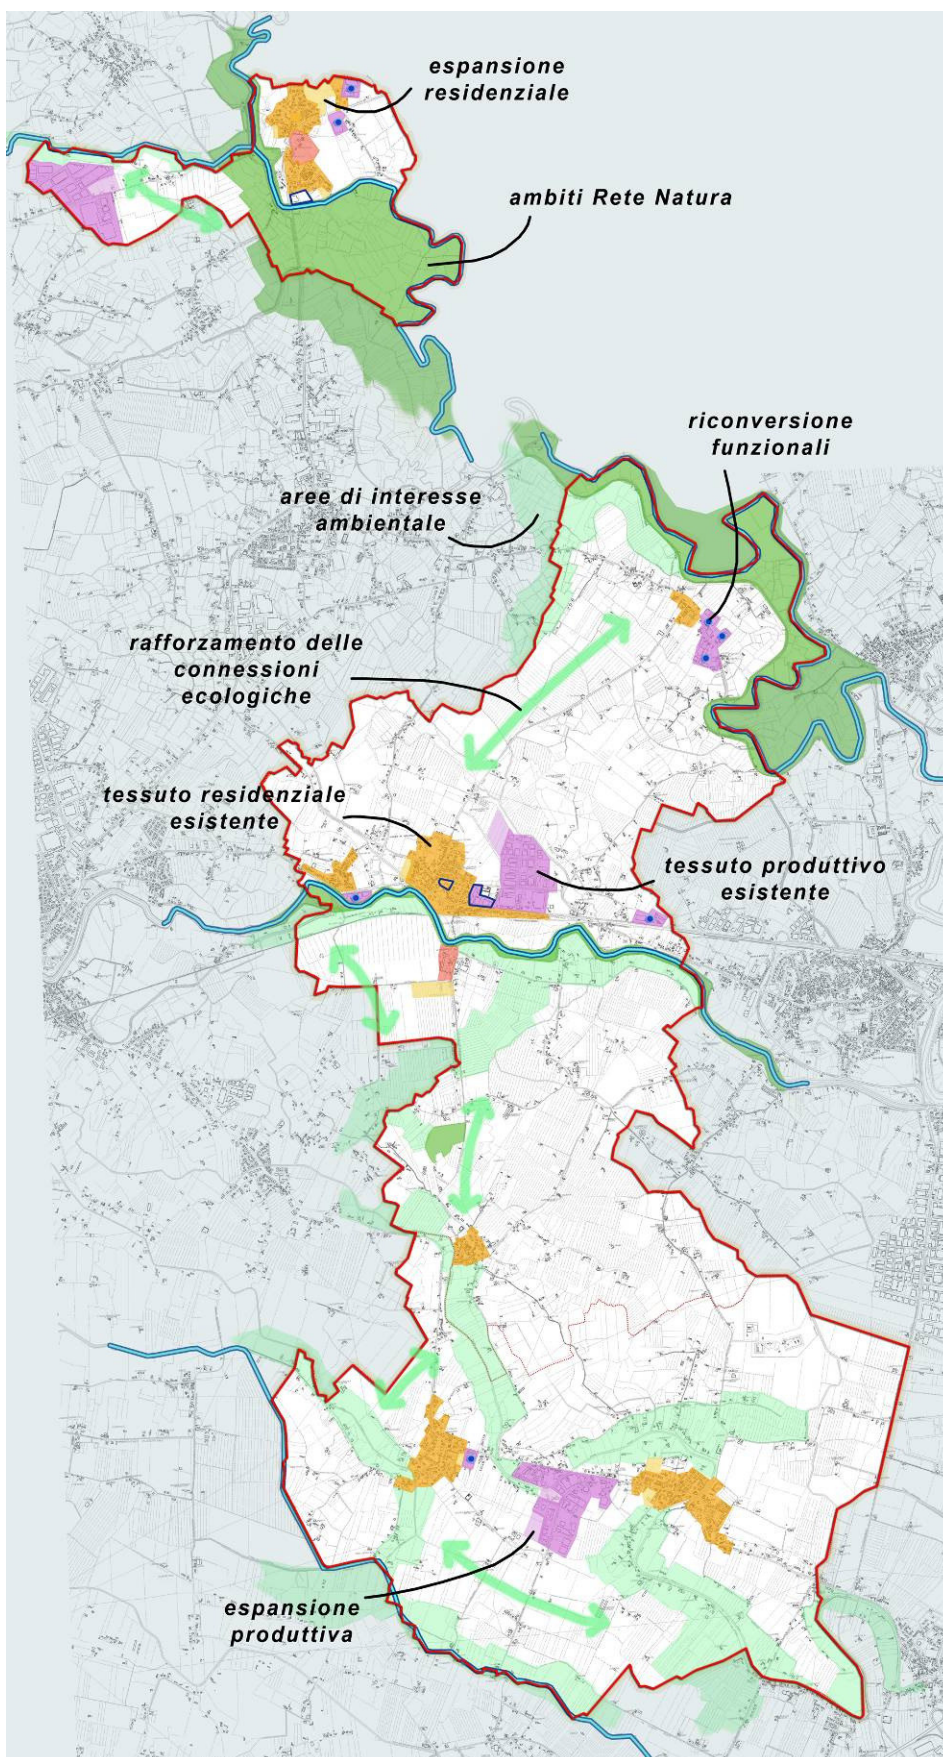 espansione
residenziale
ambiti Rete Natura
riconversione
funzionali
aree di interesse
ambientale
rafforzamento delle
connessioni
ecologiche
tessuto residenziale
esistente
tessuto produttivo
esistente
espansione
produttiva